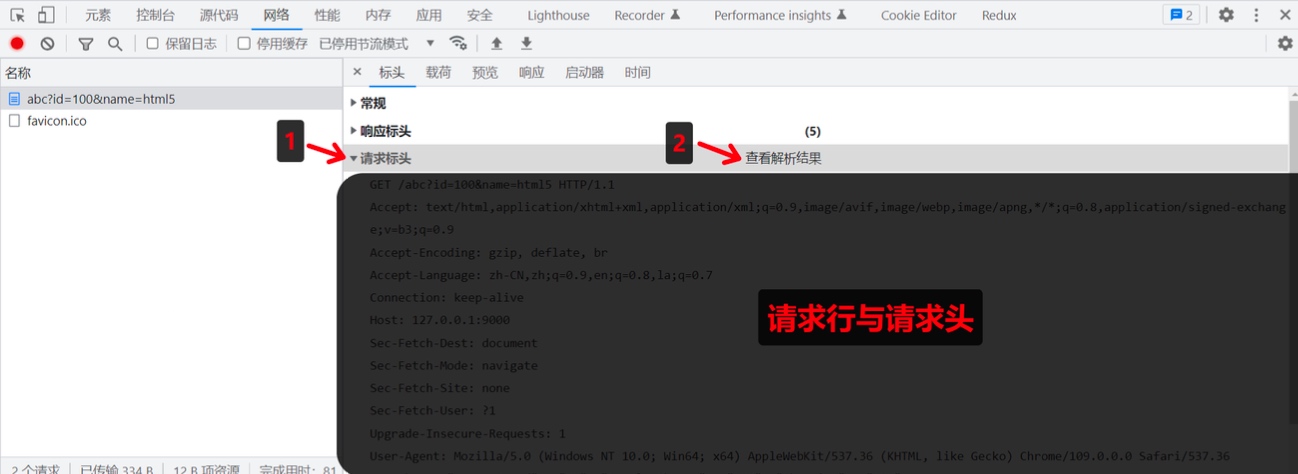 元素 控制台 源代码 网络 性能 内存 应用 安全 Lighthouse Recorder Performance insights Cookie Editor Redux 2
保留日志 停用缓存 已停用节流模式
名称
标头 载荷 预览 响应 启动器 时间
abc?id=100&name=html5
favicon.ico
常规
响应标头 (5)
1
2
请求标头 查看解析结果
GET /abc?id=100&name=html5 HTTP/1.1
Accept: text/html,application/xhtml+xml,application/xml;q=0.9,image/avif,image/webp,image/apng,*/*;q=0.8,application/signed-exchang
e;v=b3;q=0.9
Accept-Encoding: gzip, deflate, br
Accept-Language: zh-CN,zh;q=0.9,en;q=0.8,la;q=0.7
Connection: keep-alive
请求行与请求头
Host: 127.0.0.1:9000
Sec-Fetch-Dest: document
Sec-Fetch-Mode: navigate
Sec-Fetch-Site: none
Sec-Fetch-User: ?1
Upgrade-Insecure-Requests: 1
User-Agent: Mozilla/5.0 (Windows NT 10.0; Win64; x64) AppleWebKit/537.36 (KHTML, like Gecko) Chrome/109.0.0.0 Safari/537.36
2 个请求 已传输 334 B 12 B 项资源 完成用时: 81